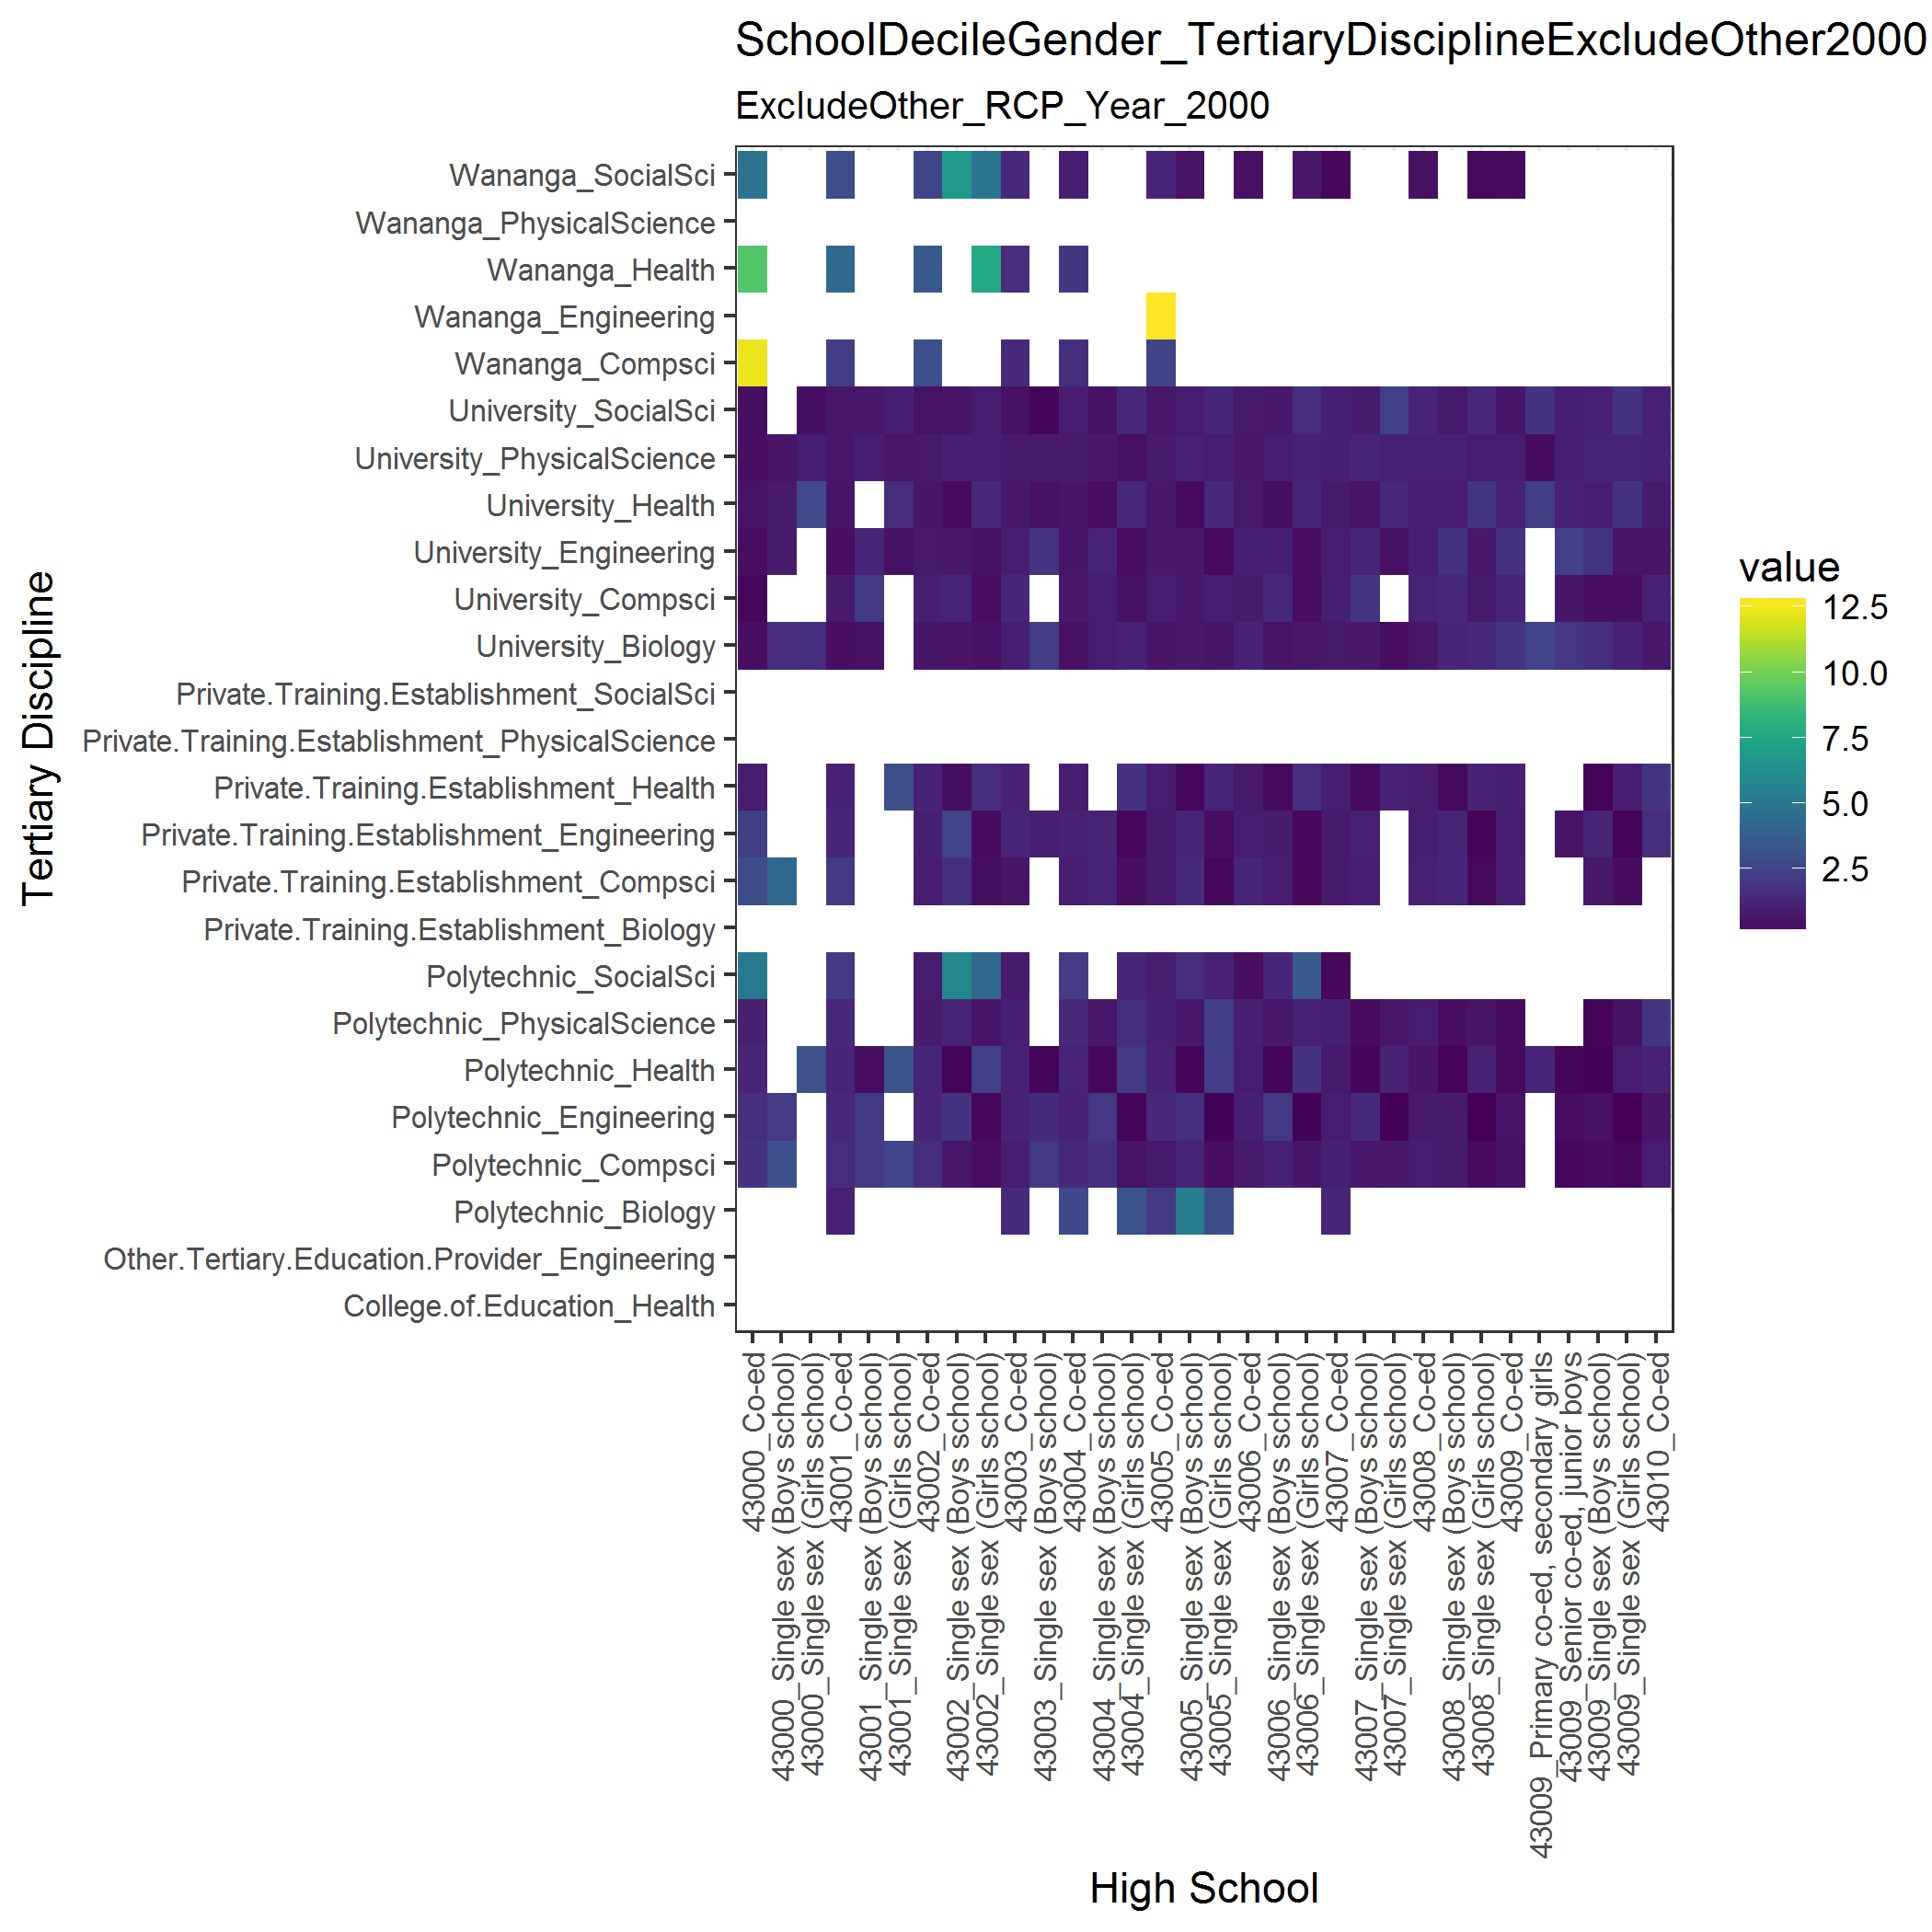 SchoolDecileGender_TertiaryDisciplineExcludeOther2000
ExcludeOther_RCP_Year_2000
Tertiary Discipline
Wananga_SocialSci
Wananga_PhysicalScience
Wananga_Health
Wananga_Engineering
Wananga_Compsci
University_SocialSci
University_PhysicalScience
University_Health
University_Engineering
University_Compsci
University_Biology
Private.Training.Establishment_SocialSci
Private.Training.Establishment_PhysicalScience
Private.Training.Establishment_Health
Private.Training.Establishment_Engineering
Private.Training.Establishment_Compsci
Private.Training.Establishment_Biology
Polytechnic_SocialSci
Polytechnic_PhysicalScience
Polytechnic_Health
Polytechnic_Engineering
Polytechnic_Compsci
Polytechnic_Biology
Other.Tertiary.Education.Provider_Engineering
College.of.Education_Health
43000_Co-ed
43000_Single sex (Boys school)
43000_Single sex (Girls school)
43001_Co-ed
43001_Single sex (Boys school)
43001_Single sex (Girls school)
43002_Co-ed
43002_Single sex (Boys school)
43002_Single sex (Girls school)
43003_Co-ed
43003_Single sex (Boys school)
43004_Co-ed
43004_Single sex (Boys school)
43004_Single sex (Girls school)
43005_Co-ed
43005_Single sex (Boys school)
43005_Single sex (Girls school)
43006_Co-ed
43006_Single sex (Boys school)
43006_Single sex (Girls school)
43007_Co-ed
43007_Single sex (Boys school)
43007_Single sex (Girls school)
43008_Co-ed
43008_Single sex (Boys school)
43008_Single sex (Girls school)
43009_Co-ed
43009_Primary co-ed, secondary girls
43009_Senior co-ed, junior boys
43009_Single sex (Boys school)
43009_Single sex (Girls school)
43010_Co-ed
High School
value
12.5
10.0
7.5
5.0
2.5